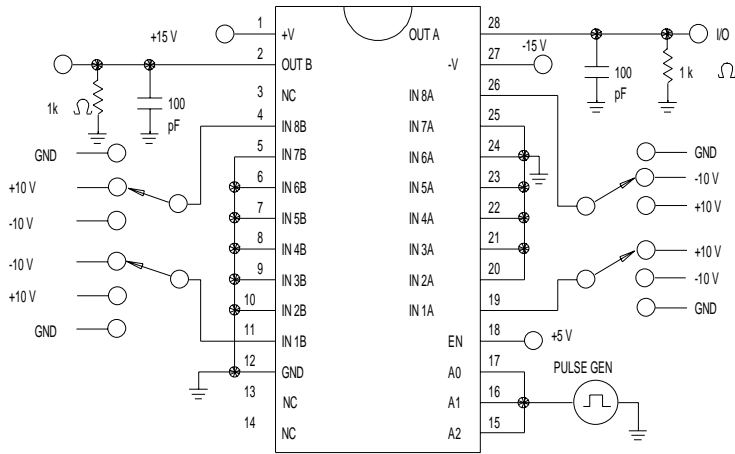 1 +V OUT A 28 I/O
+15 V -15 V
2 OUT B -V 27
1k Ω 100 pF 100 pF 1 k Ω
3 NC IN 8A 26
4 IN 8B IN 7A 25
GND 5 IN 7B IN 6A 24 GND
+10 V 6 IN 6B IN 5A 23 -10 V
-10 V 7 IN 5B IN 4A 22 +10 V
-10 V 8 IN 4B IN 3A 21 +10 V
+10 V 9 IN 3B IN 2A 20 -10 V
GND 10 IN 2B IN 1A 19 GND
11 IN 1B EN 18 +5 V
12 GND A0 17 PULSE GEN
13 NC A1 16
14 NC A2 15